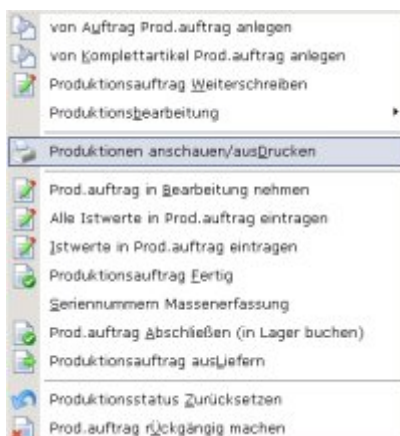 von Auftrag Prod.auftrag anlegen
von Komplettartikel Prod.auftrag anlegen
Produktionsauftrag Weiterschreiben
Produktionsbearbeitung
Produktionen anschauen/ausDrucken
Prod.auftrag in Bearbeitung nehmen
Alle Istwerte in Prod.auftrag eintragen
Istwerte in Prod.auftrag eintragen
Produktionsauftrag Fertig
Seriennummern Massenerfassung
Prod.auftrag Abschließen (in Lager buchen)
Produktionsauftrag ausLiefern
Produktionsstatus Zurücksetzen
Prod.auftrag rÜckgängig machen